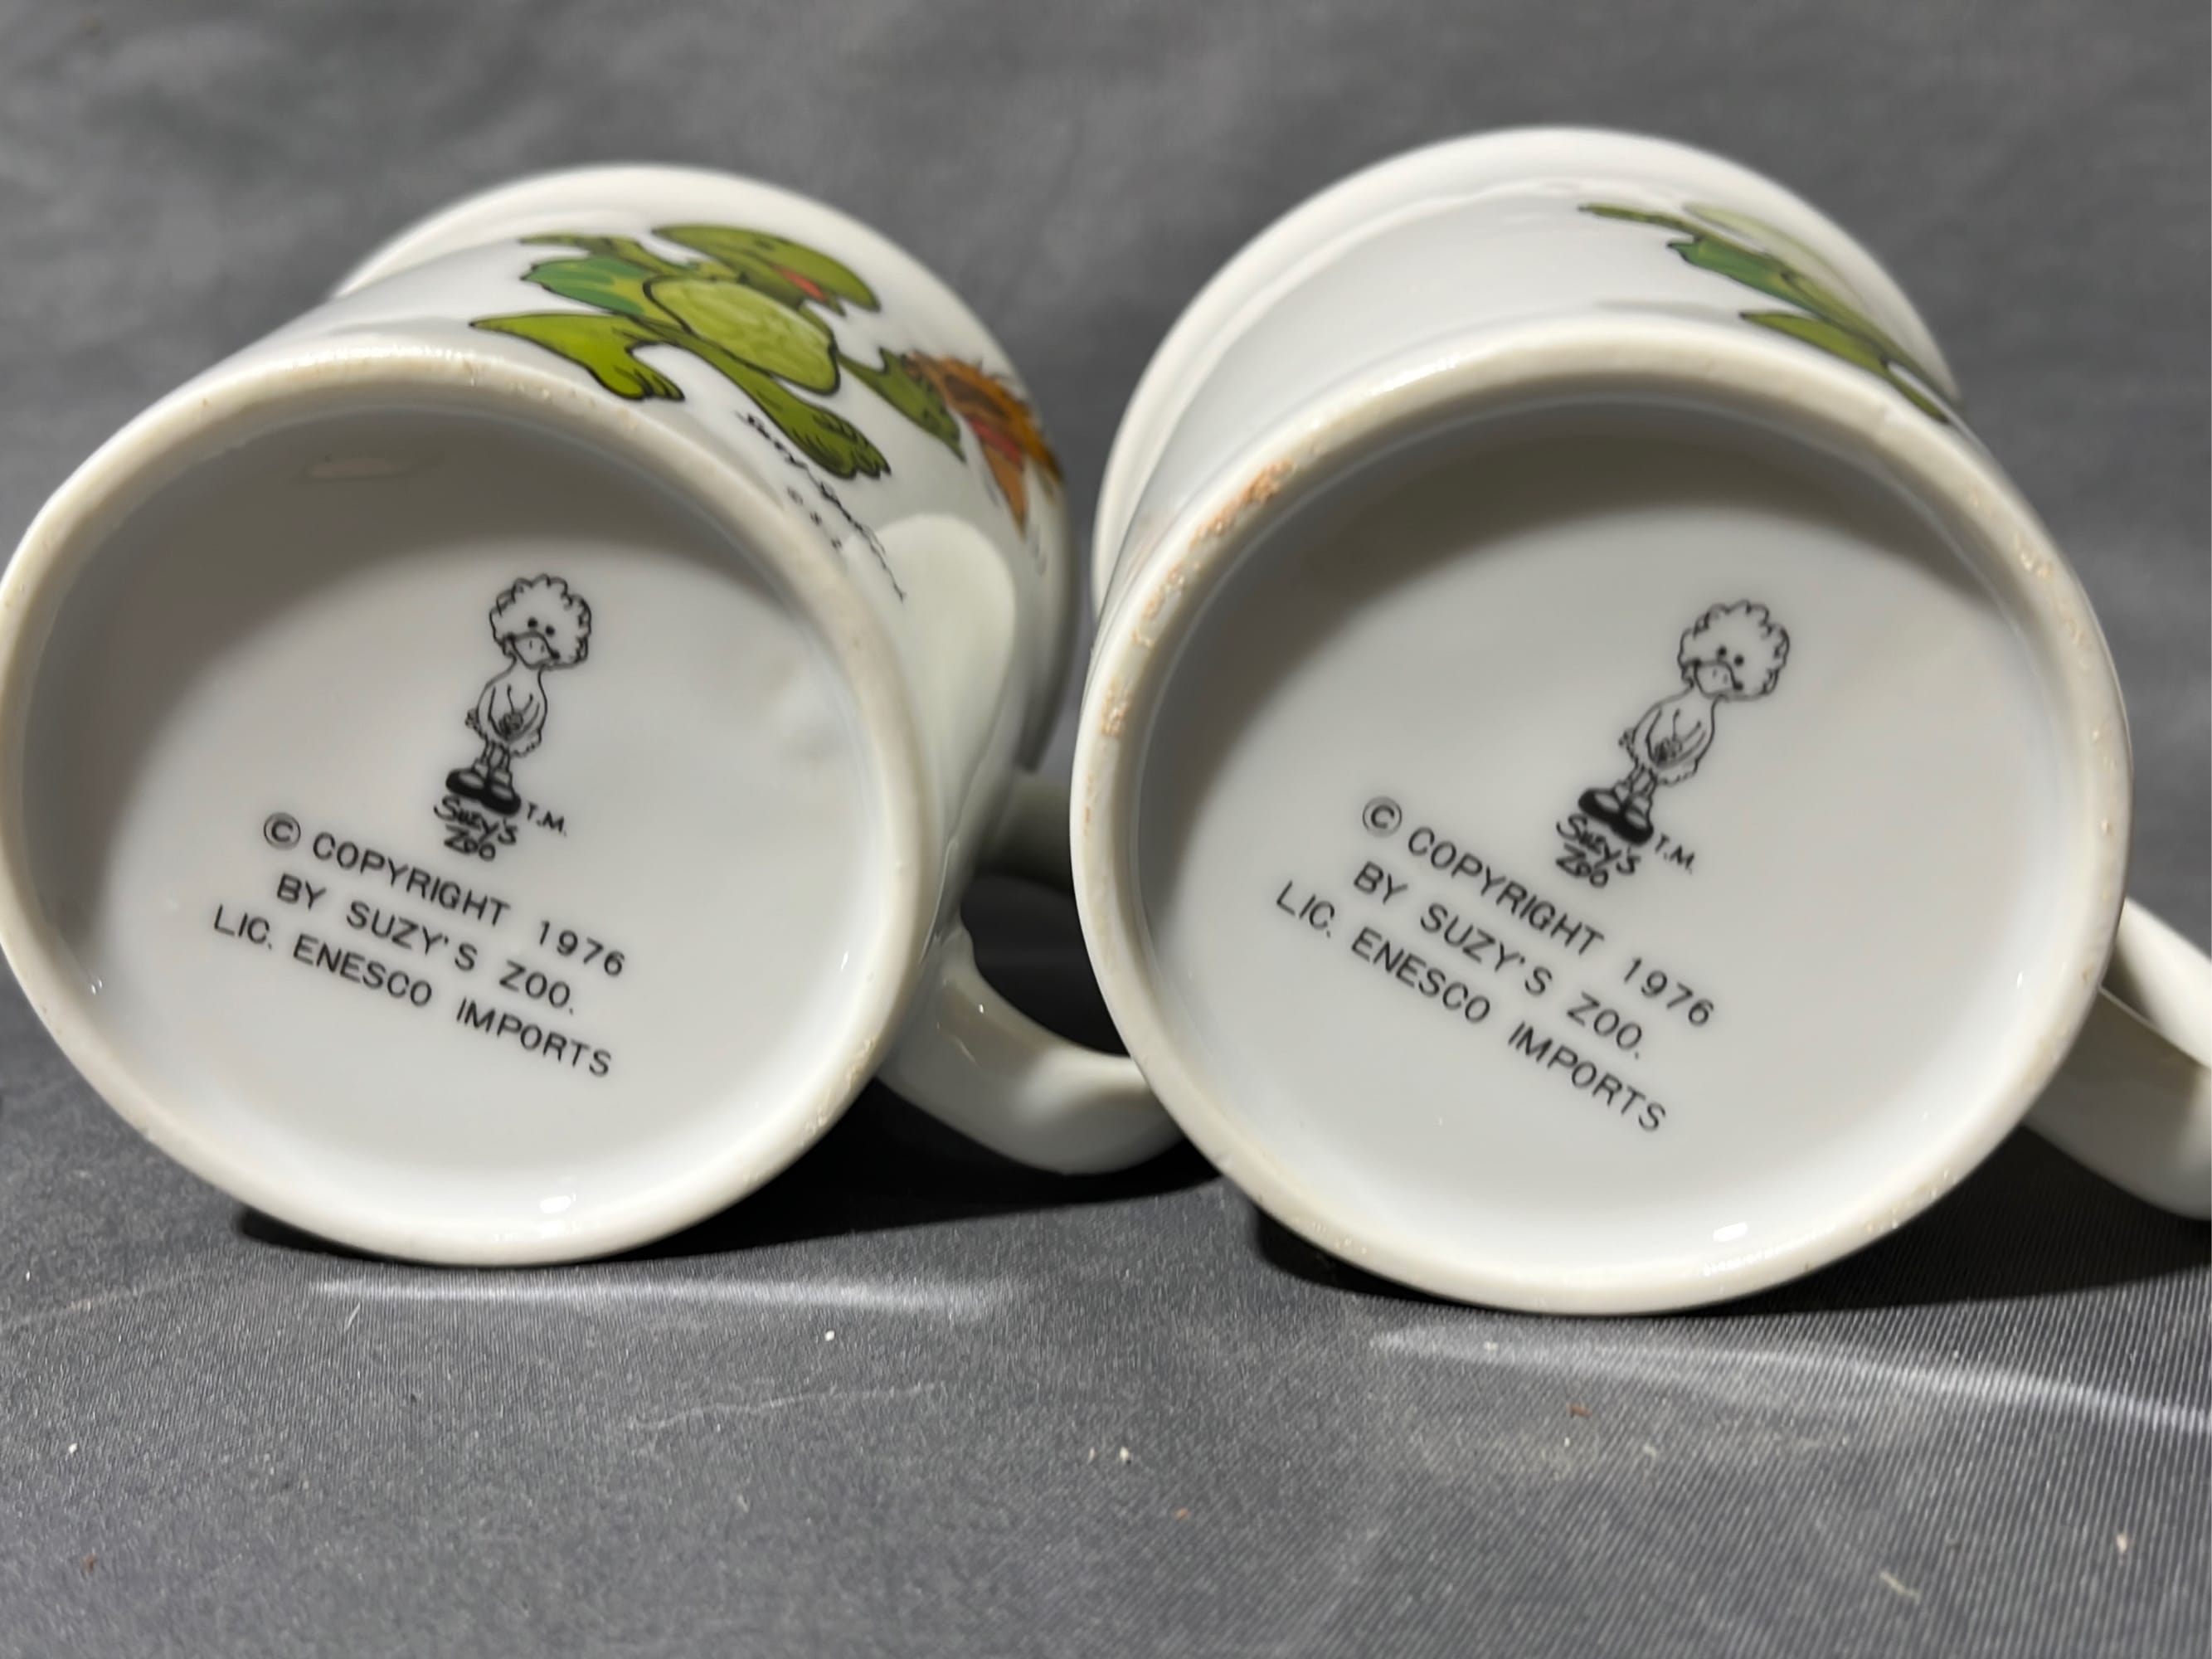 Suzy's
Zoo T.M.
© COPYRIGHT 1976
BY SUZY'S ZOO.
LIC. ENESCO IMPORTS
Suzy's
Zoo T.M.
© COPYRIGHT 1976
BY SUZY'S ZOO.
LIC. ENESCO IMPORTS